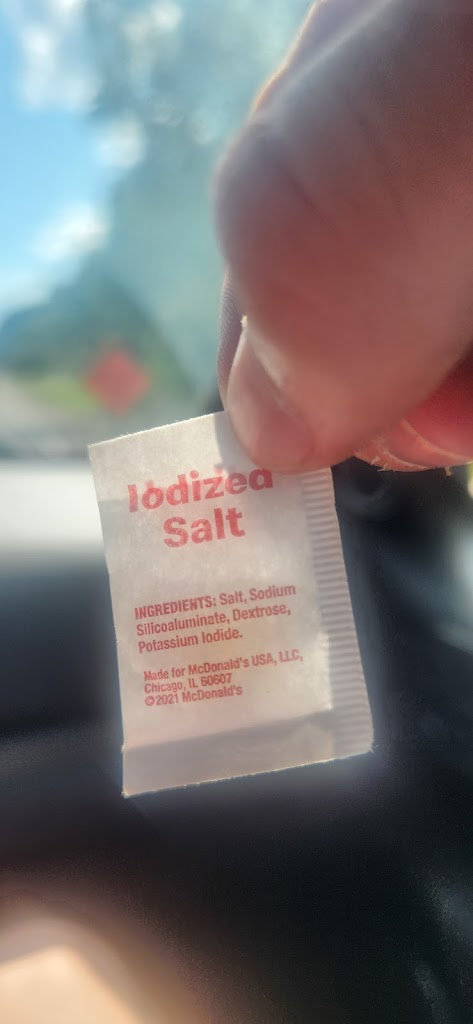 Iodized
Salt
INGREDIENTS: Salt, Sodium
Silicoaluminate, Dextrose,
Potassium Iodide.
Made for McDonald's USA, LLC,
Chicago, IL 60607
©2021 McDonald's